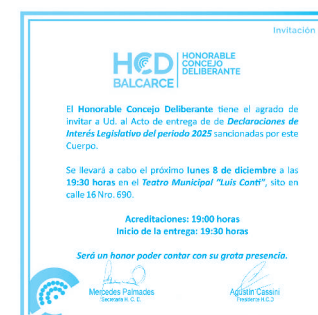 Invitación
HCD
BALCARCE
HONORABLE
CONCEJO
DELIBERANTE
El Honorable Concejo Deliberante tiene el agrado de
invitar a Ud. al Acto de entrega de de Declaraciones de
Interés Legislativo del periodo 2025 sancionadas por este
Cuerpo.
Se llevará a cabo el próximo lunes 8 de diciembre a las
19:30 horas en el Teatro Municipal "Luis Conti", sito en
calle 16 Nro. 690.
Acreditaciones: 19:00 horas
Inicio de la entrega: 19:30 horas
Será un honor poder contar con su grata presencia.
Mercedes Palmades
Secretaria H. C. D.
Agustín Cassini
Presidente H.C.D